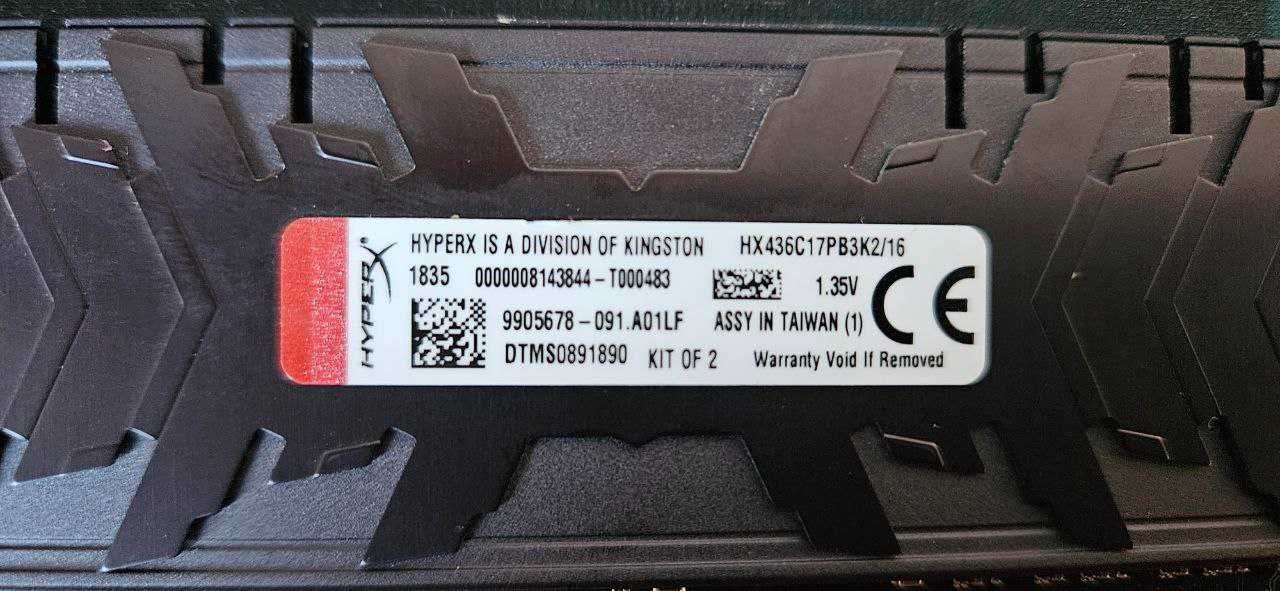 HYPERX®
HYPERX IS A DIVISION OF KINGSTON HX436C17PB3K2/16
1835 0000008143844-T000483 1.35V
9905678-091.A01LF ASSY IN TAIWAN (1)
DTMS0891890 KIT OF 2 Warranty Void If Removed
CE